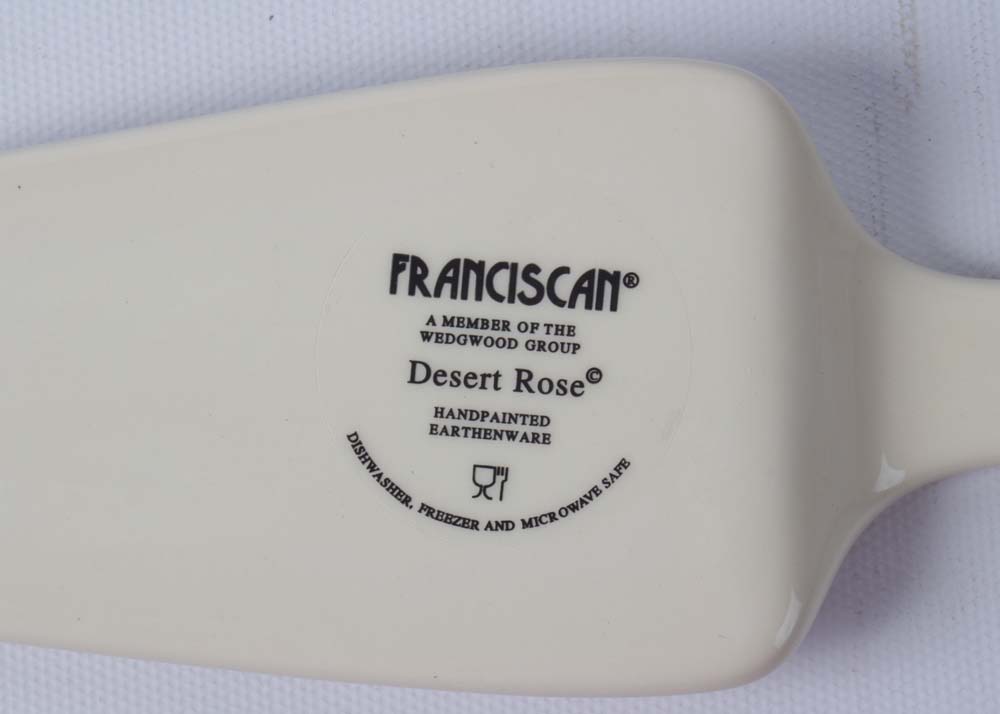 FRANCISCAN®
A MEMBER OF THE
WEDGWOOD GROUP
Desert Rose©
HANDPAINTED
EARTHENWARE
DISHWASHER, FREEZER AND MICROWAVE SAFE